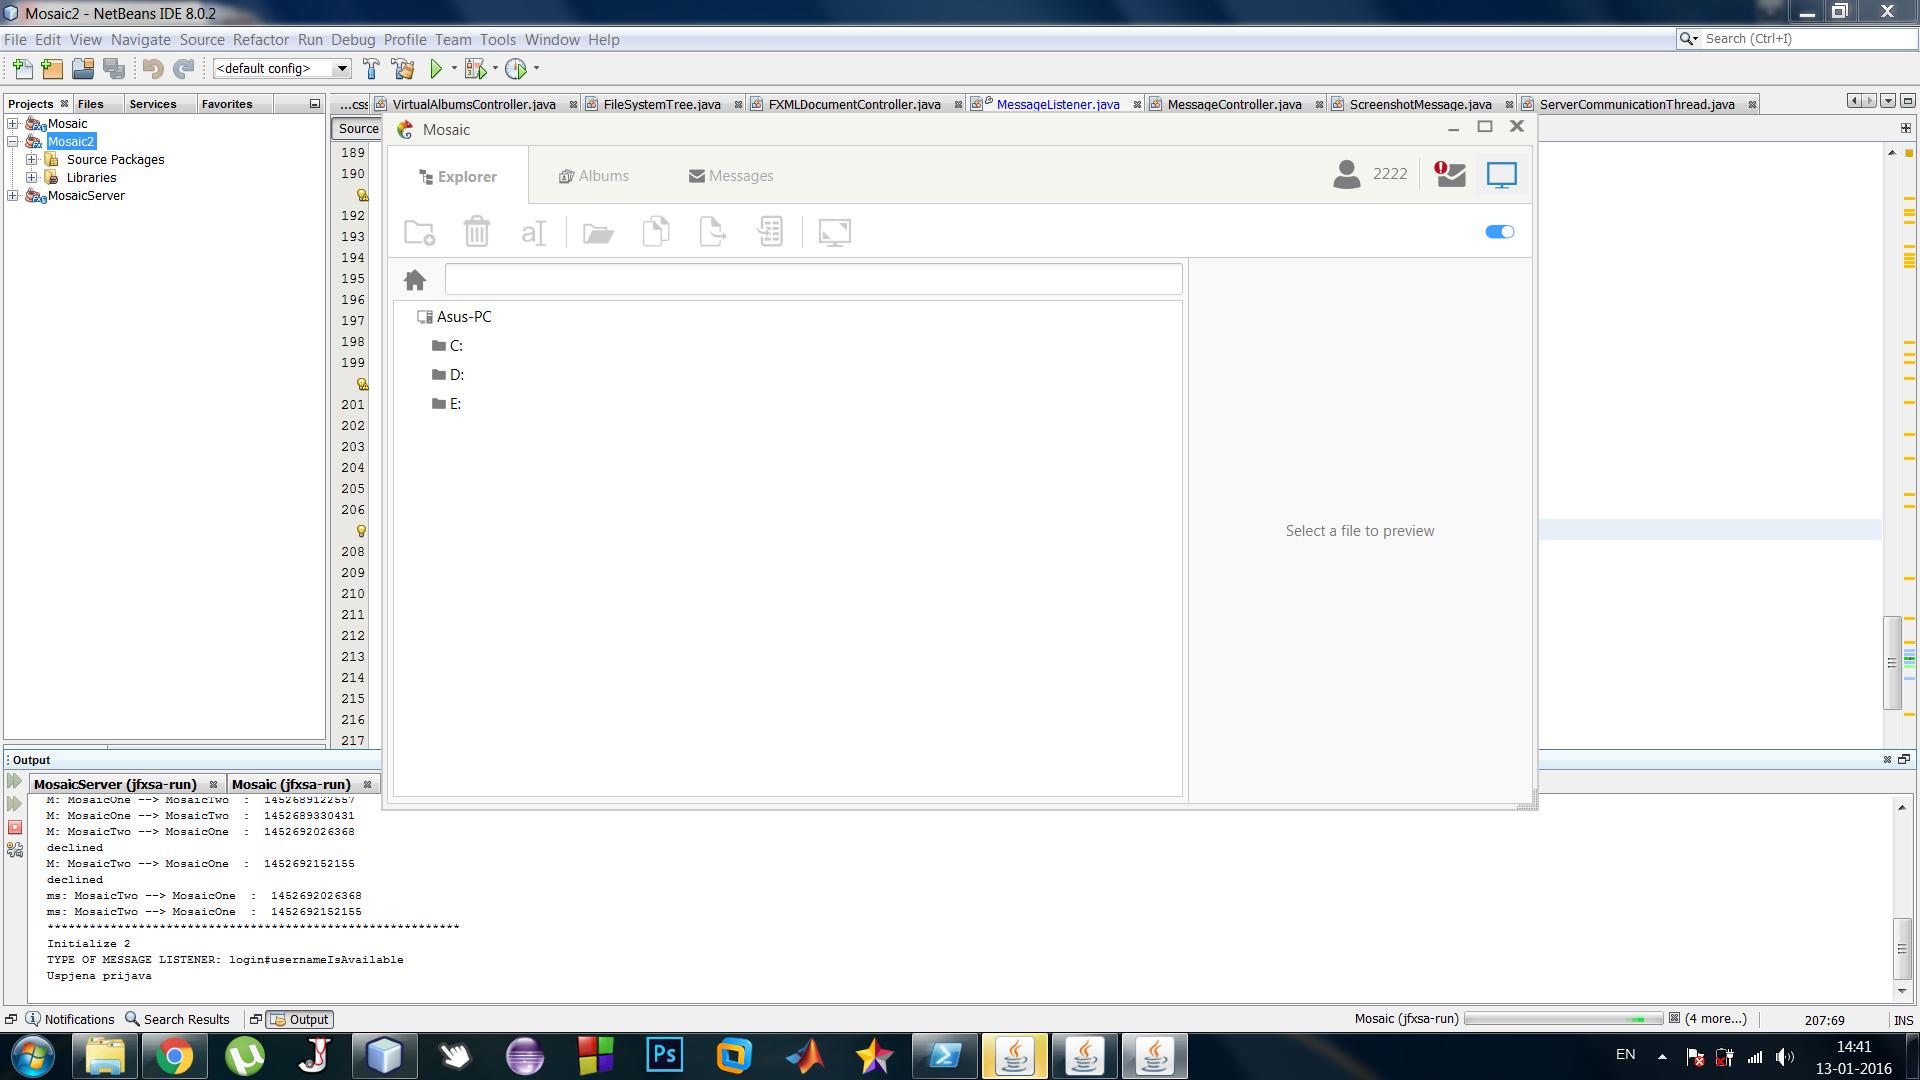 Mosaic2 - NetBeans IDE 8.0.2
File Edit View Navigate Source Refactor Run Debug Profile Team Tools Window Help
Search (Ctrl+I)
<default config>
Projects Files Services Favorites
...css VirtualAlbumsController.java FileSystemTree.java FXMLDocumentController.java MessageListener.java MessageController.java ScreenshotMessage.java ServerCommunicationThread.java
Mosaic
Mosaic2
Source Packages
Libraries
MosaicServer
Source
189
190
192
193
194
195
196
197
198
199
201
202
203
204
205
206
208
209
210
211
212
213
214
215
216
217
Mosaic
Explorer Albums Messages
2222
Asus-PC
C:
D:
E:
Select a file to preview
Output
MosaicServer (jfxsa-run) Mosaic (jfxsa-run)
M: MosaicOne --> MosaicTwo : 1452689122557
M: MosaicOne --> MosaicTwo : 1452689330431
M: MosaicTwo --> MosaicOne : 1452692026368
declined
M: MosaicTwo --> MosaicOne : 1452692152155
declined
ms: MosaicTwo --> MosaicOne : 1452692026368
ms: MosaicTwo --> MosaicOne : 1452692152155
***********************************************************
Initialize 2
TYPE OF MESSAGE LISTENER: login#usernameIsAvailable
Uspjena prijava
Notifications Search Results Output
Mosaic (jfxsa-run) (4 more...) 207:69 INS
Ps
EN
14:41
13-01-2016